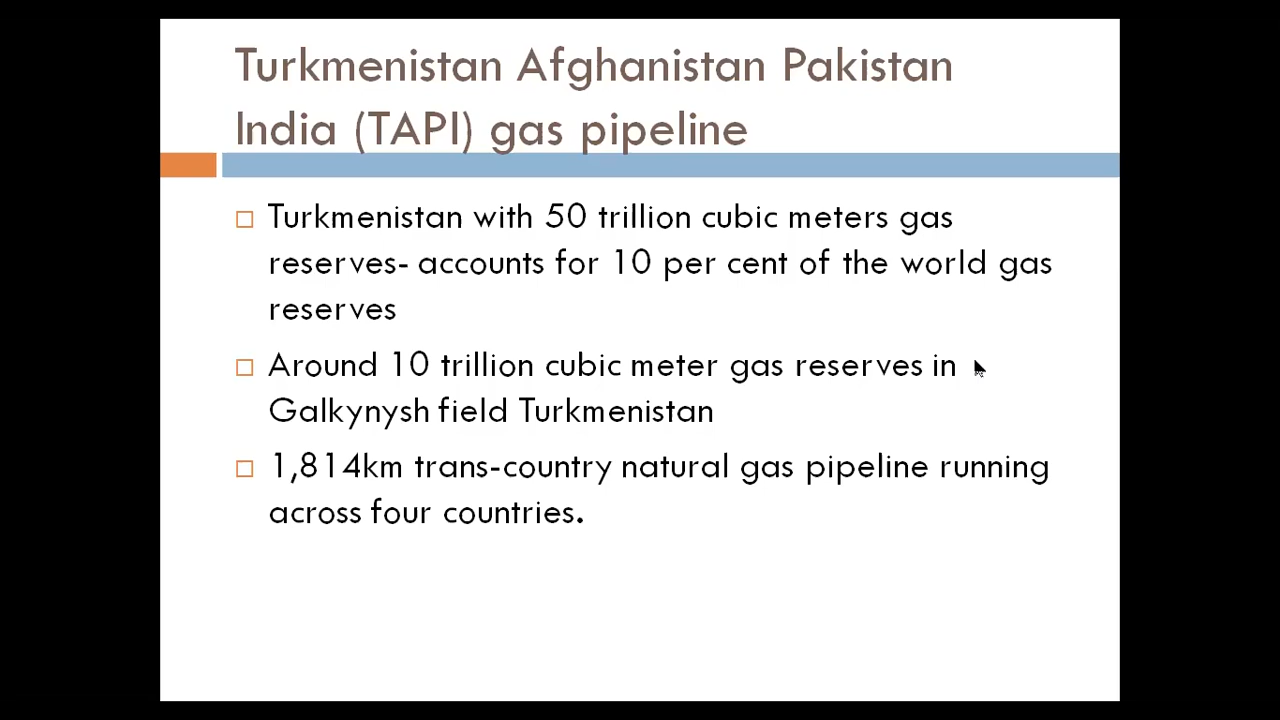 Turkmenistan Afghanistan Pakistan
India (TAPI) gas pipeline
Turkmenistan with 50 trillion cubic meters gas
reserves- accounts for 10 per cent of the world gas
reserves
Around 10 trillion cubic meter gas reserves in
Galkynysh field Turkmenistan
1,814km trans-country natural gas pipeline running
across four countries.